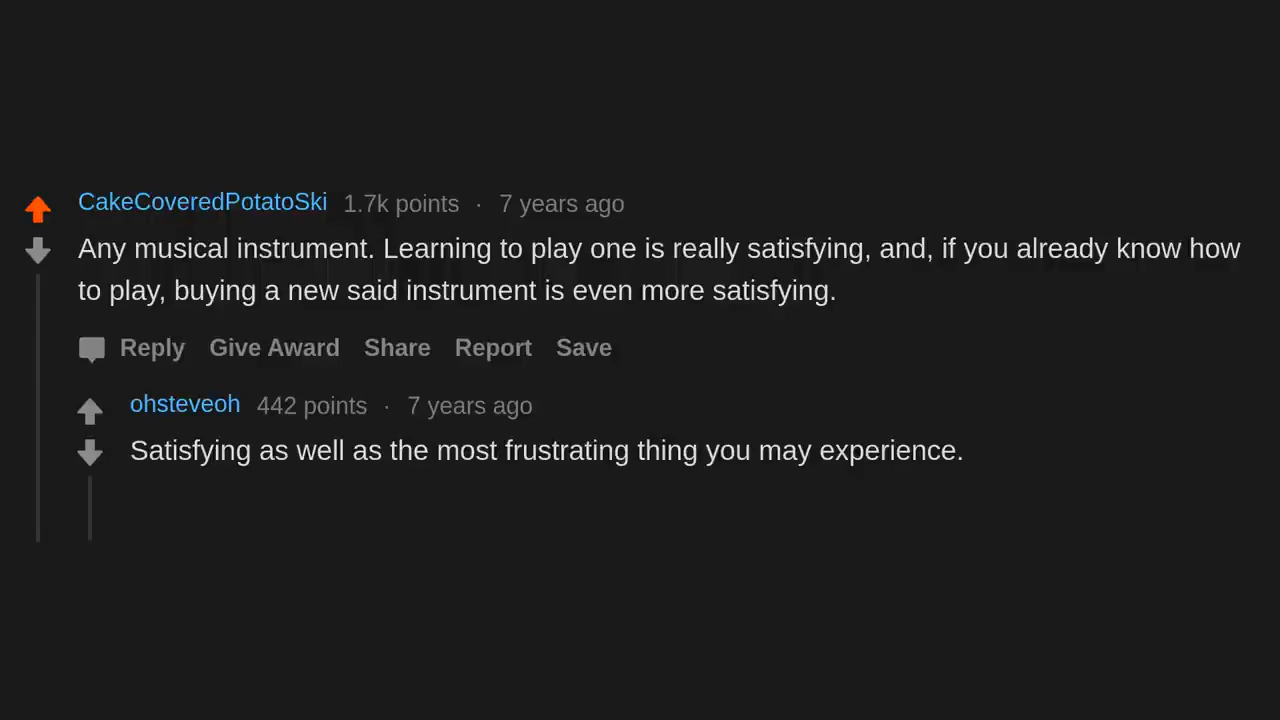 CakeCoveredPotatoSki 1.7k points · 7 years ago
Any musical instrument. Learning to play one is really satisfying, and, if you already know how
to play, buying a new said instrument is even more satisfying.
Reply Give Award Share Report Save
ohsteveoh 442 points · 7 years ago
Satisfying as well as the most frustrating thing you may experience.